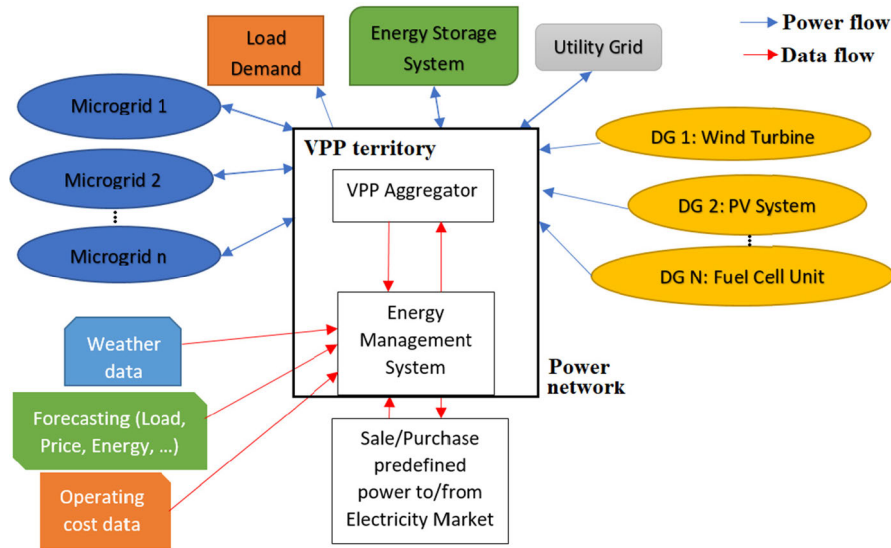 Power flow
Data flow
Load
Demand
Energy Storage
System
Utility Grid
Microgrid 1
Microgrid 2
Microgrid n
DG 1: Wind Turbine
DG 2: PV System
DG N: Fuel Cell Unit
VPP territory
VPP Aggregator
Energy
Management
System
Power
network
Weather
data
Forecasting (Load,
Price, Energy, ...)
Operating
cost data
Sale/Purchase
predefined
power to/from
Electricity Market